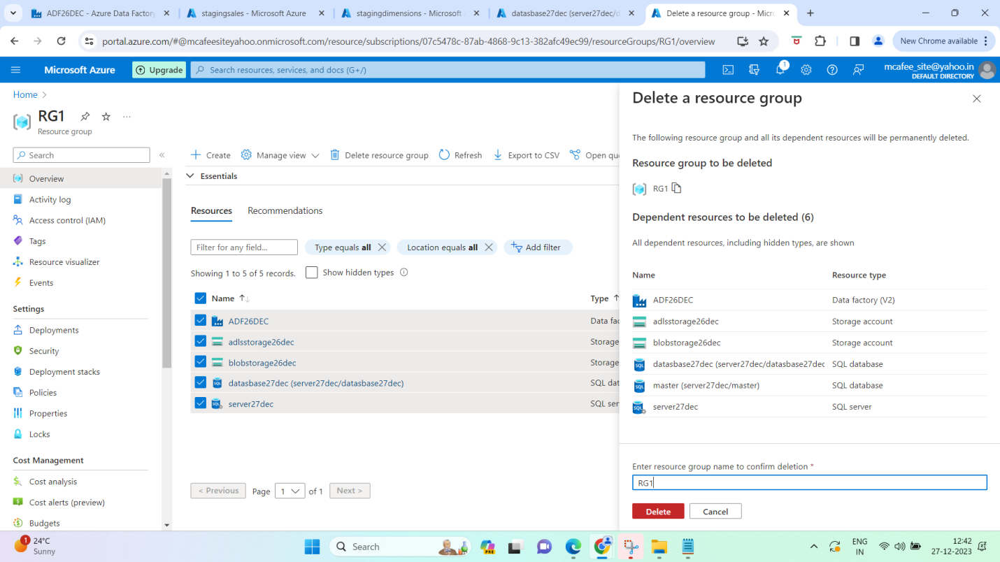 ADF26DEC - Azure Data Factory
stagingsales - Microsoft Azure
stagingdimensions - Microsoft
datasbase27dec (server27dec/d
Delete a resource group - Micro
portal.azure.com/#@mcafeesiteyahoo.onmicrosoft.com/resource/subscriptions/07c5478c-87ab-4868-9c13-382afc49ec99/resourceGroups/RG1/overview
New Chrome available
Microsoft Azure
Upgrade
Search resources, services, and docs (G+/)
1
mcafee_site@yahoo.in
DEFAULT DIRECTORY
Home
RG1
Resource group
Search
Overview
Activity log
Access control (IAM)
Tags
Resource visualizer
Events
Settings
Deployments
Security
Deployment stacks
Policies
Properties
Locks
Cost Management
Cost analysis
Cost alerts (preview)
Budgets
Create
Manage view
Delete resource group
Refresh
Export to CSV
Open que
Essentials
Resources
Recommendations
Filter for any field...
Type equals all
Location equals all
Add filter
Showing 1 to 5 of 5 records.
Show hidden types
Name ↑↓
Type ↑
ADF26DEC
Data fac
adlsstorage26dec
Storage
blobstorage26dec
Storage
datasbase27dec (server27dec/datasbase27dec)
SQL dat
server27dec
SQL ser
< Previous
Page
1
of 1
Next >
Delete a resource group
The following resource group and all its dependent resources will be permanently deleted.
Resource group to be deleted
RG1
Dependent resources to be deleted (6)
All dependent resources, including hidden types, are shown
Name
Resource type
ADF26DEC
Data factory (V2)
adlsstorage26dec
Storage account
blobstorage26dec
Storage account
datasbase27dec (server27dec/datasbase27dec
SQL database
master (server27dec/master)
SQL database
server27dec
SQL server
Enter resource group name to confirm deletion *
RG1
Delete
Cancel
1
24°C
Sunny
Search
PRE
ENG
IN
12:42
27-12-2023